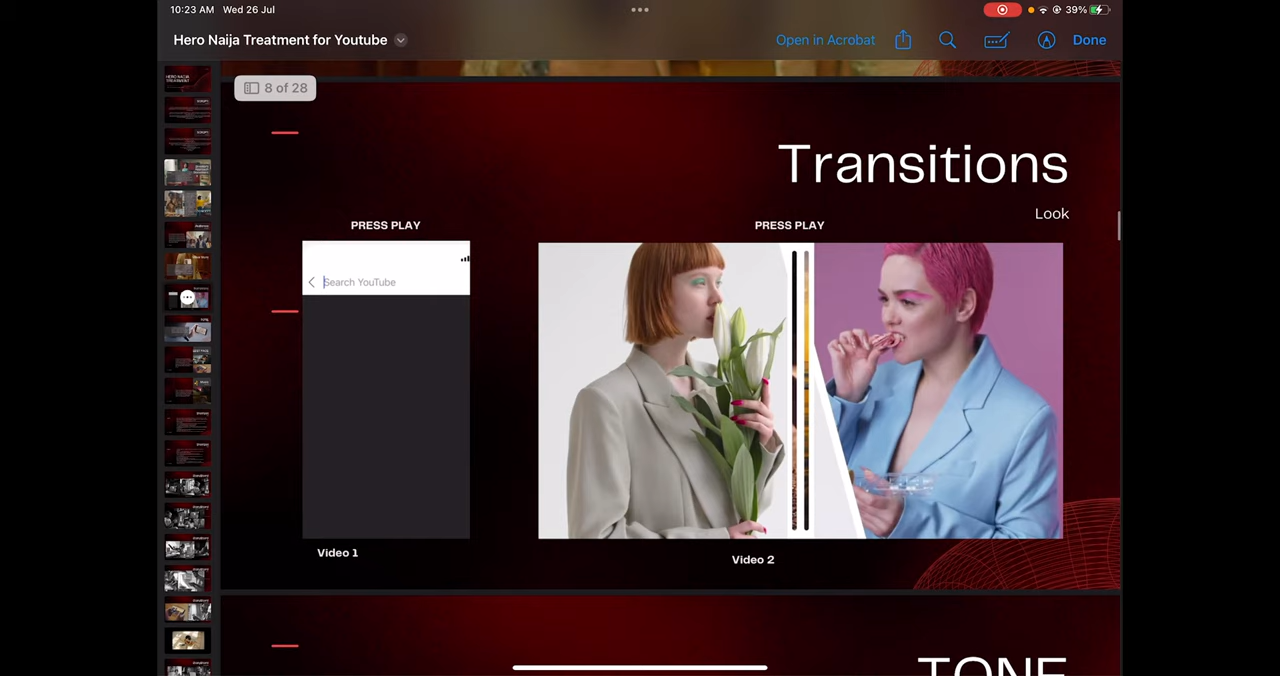 10:23 AM Wed 26 Jul
39%
Hero Naija Treatment for Youtube
Open in Acrobat
Done
8 of 28
Transitions
Look
PRESS PLAY
PRESS PLAY
Search YouTube
Video 1
Video 2
TONE